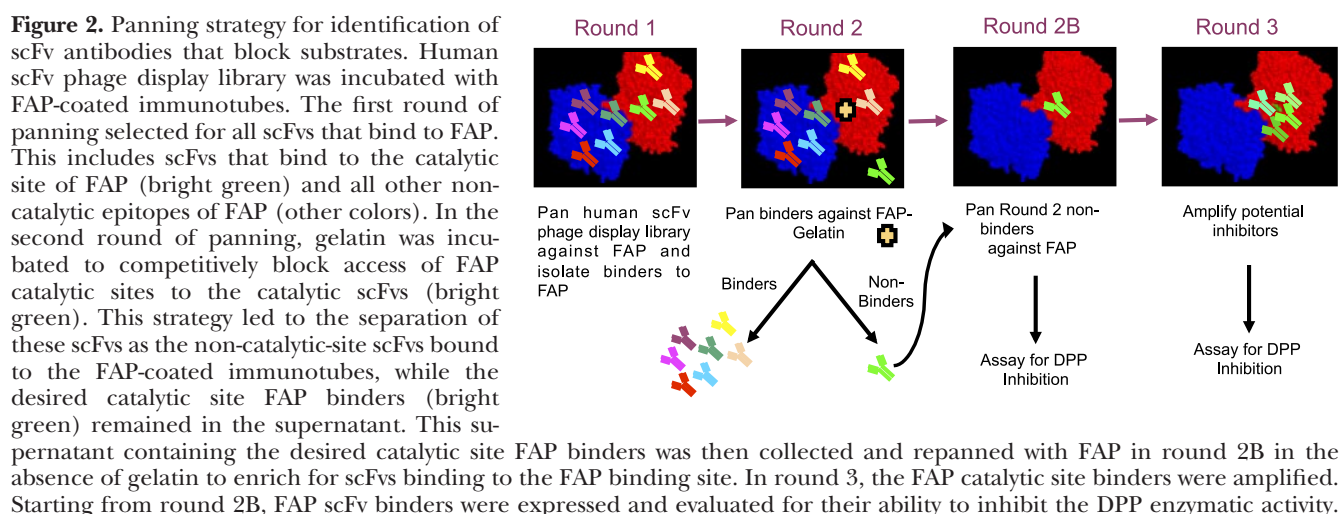 Figure 2. Panning strategy for identification of
scFv antibodies that block substrates. Human
scFv phage display library was incubated with
FAP-coated immunotubes. The first round of
panning selected for all scFvs that bind to FAP.
This includes scFvs that bind to the catalytic
site of FAP (bright green) and all other non-
catalytic epitopes of FAP (other colors). In the
second round of panning, gelatin was incu-
bated to competitively block access of FAP
catalytic sites to the catalytic scFvs (bright
green). This strategy led to the separation of
these scFvs as the non-catalytic-site scFvs bound
to the FAP-coated immunotubes, while the
desired catalytic site FAP binders (bright
green) remained in the supernatant. This su-
pernatant containing the desired catalytic site FAP binders was then collected and repanned with FAP in round 2B in the
absence of gelatin to enrich for scFvs binding to the FAP binding site. In round 3, the FAP catalytic site binders were amplified.
Starting from round 2B, FAP scFv binders were expressed and evaluated for their ability to inhibit the DPP enzymatic activity.
Round 1
Pan human scFv
phage display library
against FAP and
isolate binders to
FAP
Round 2
Pan binders against FAP-
Gelatin
Binders
Non-
Binders
Round 2B
Pan Round 2 non-
binders
against FAP
Assay for DPP
Inhibition
Round 3
Amplify potential
inhibitors
Assay for DPP
Inhibition